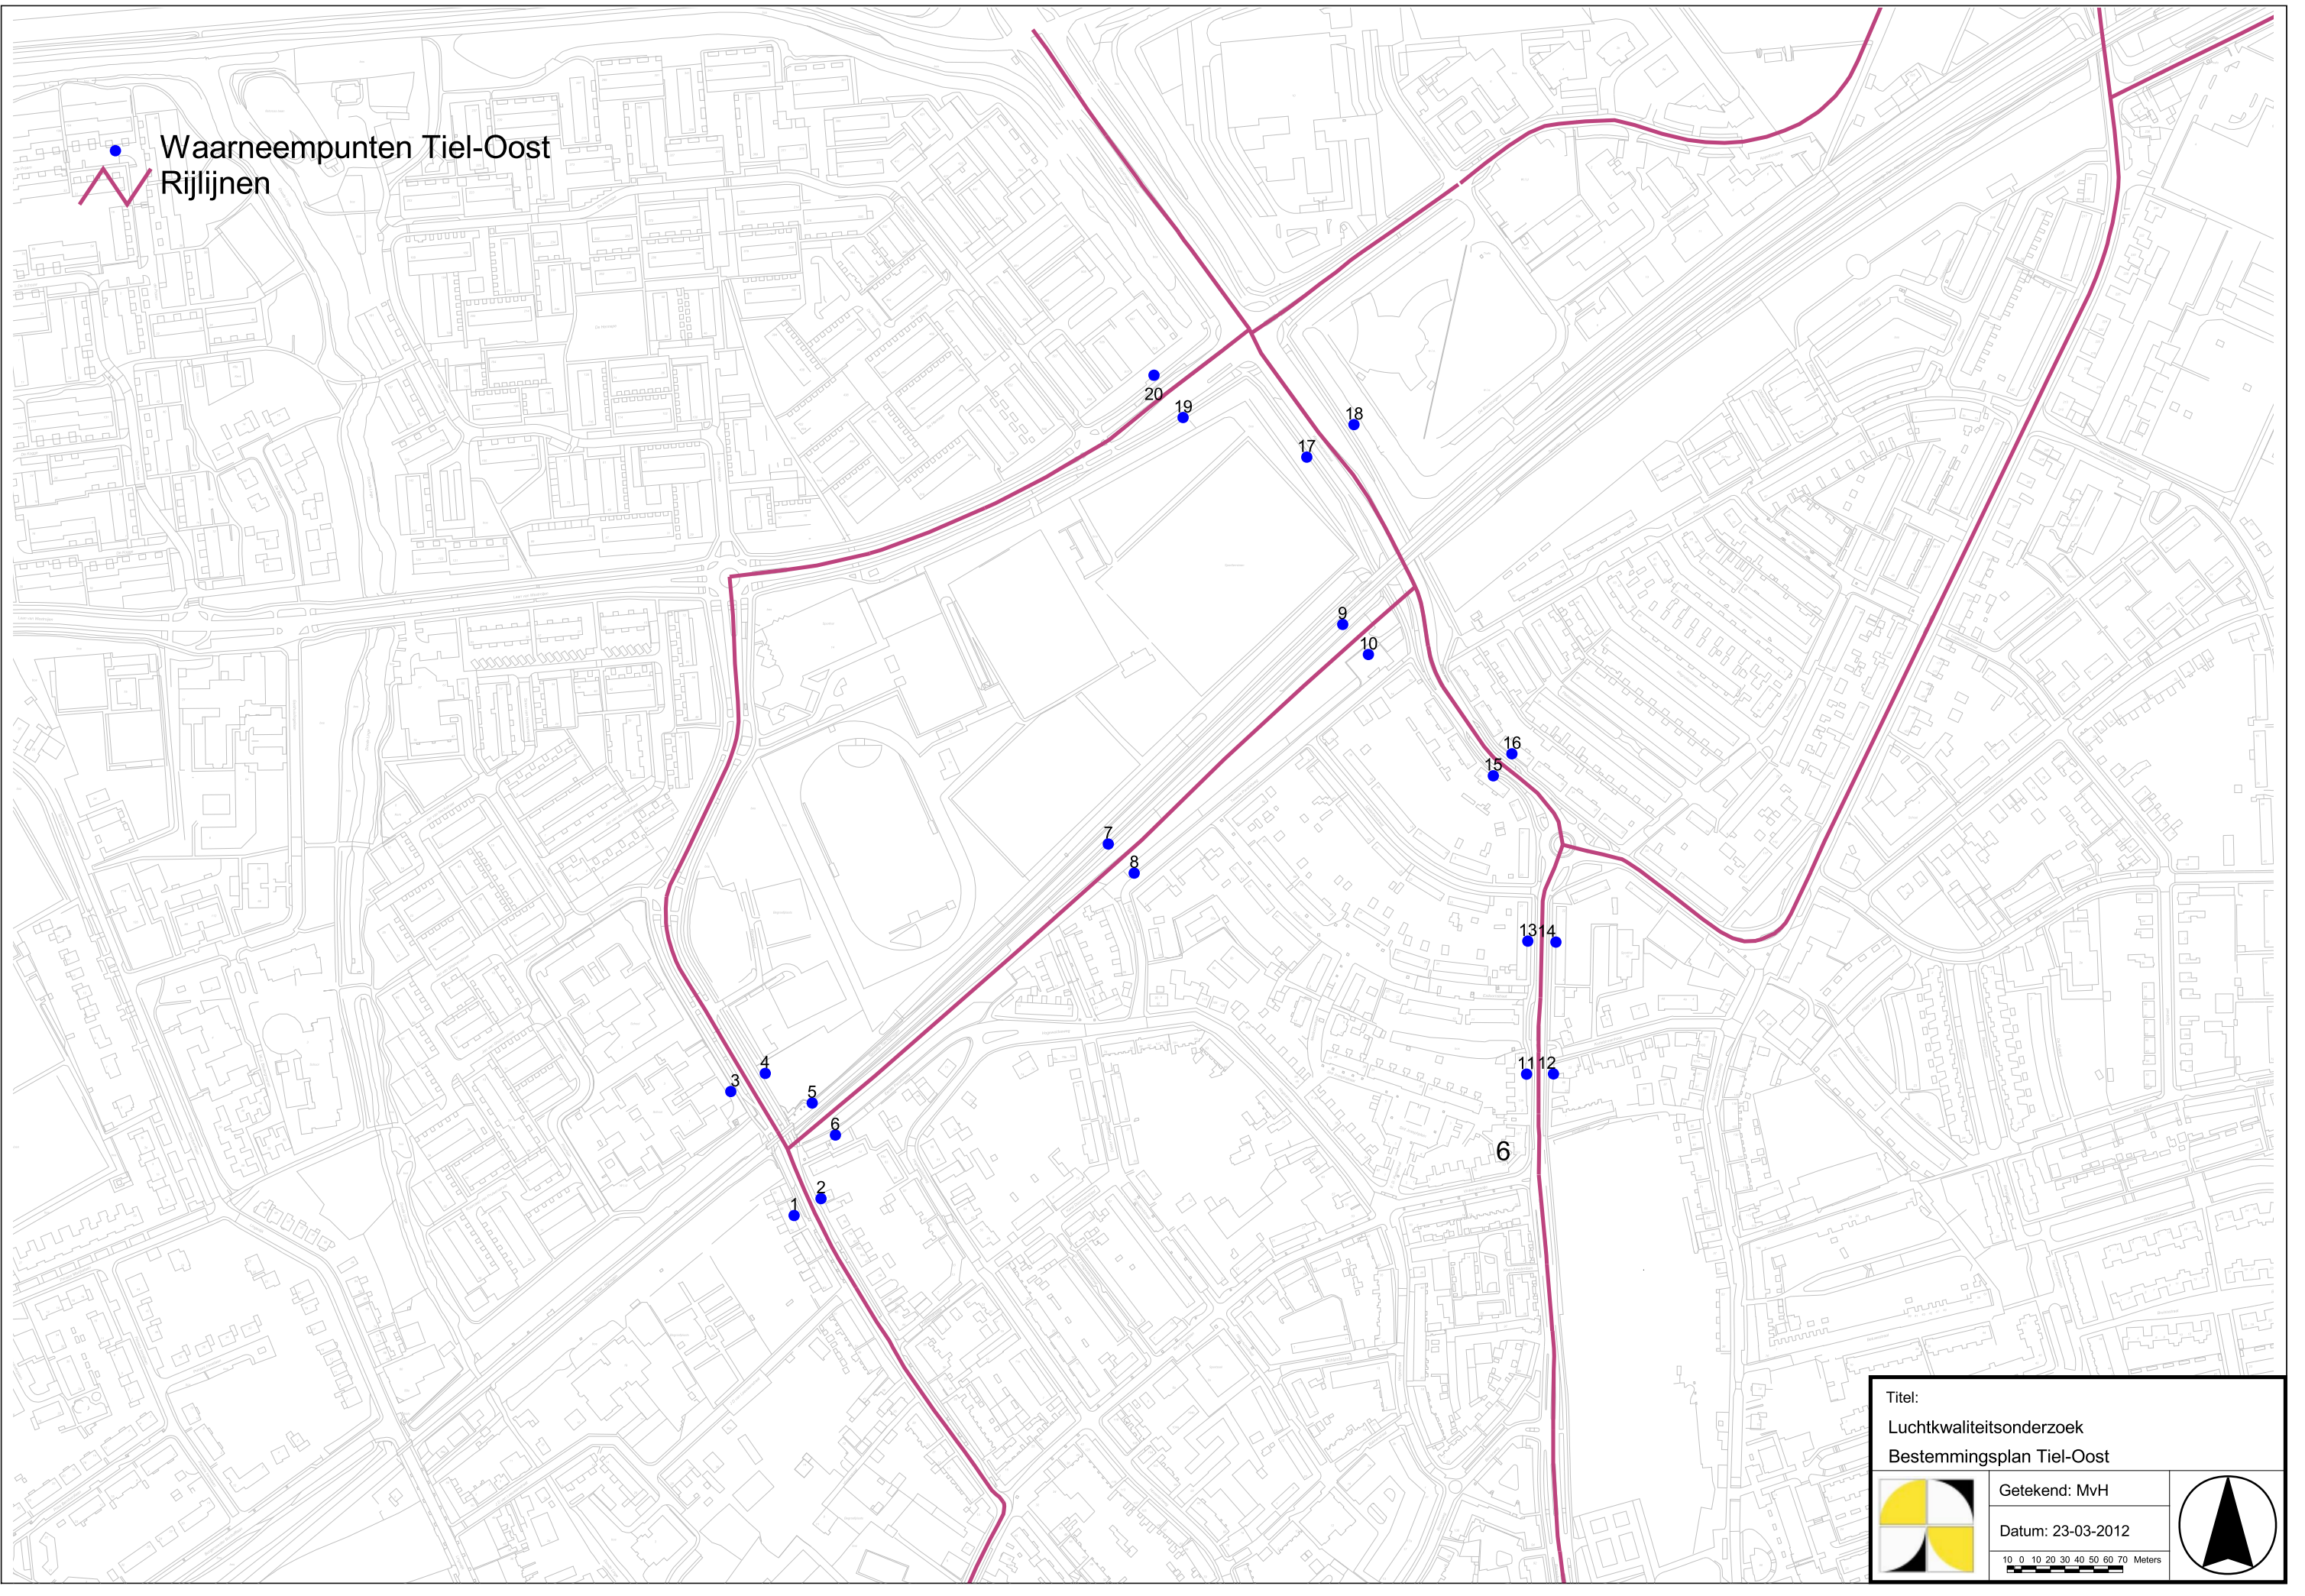 Waarneempunten Tiel-Oost
Rijlijnen
20
19
18
17
9
10
16
15
7
8
13 14
4
3
11 12
5
6
6
2
1
Titel:
Luchtkwaliteitsonderzoek
Bestemmingsplan Tiel-Oost
Getekend: MvH
Datum: 23-03-2012
10 0 10 20 30 40 50 60 70 Meters